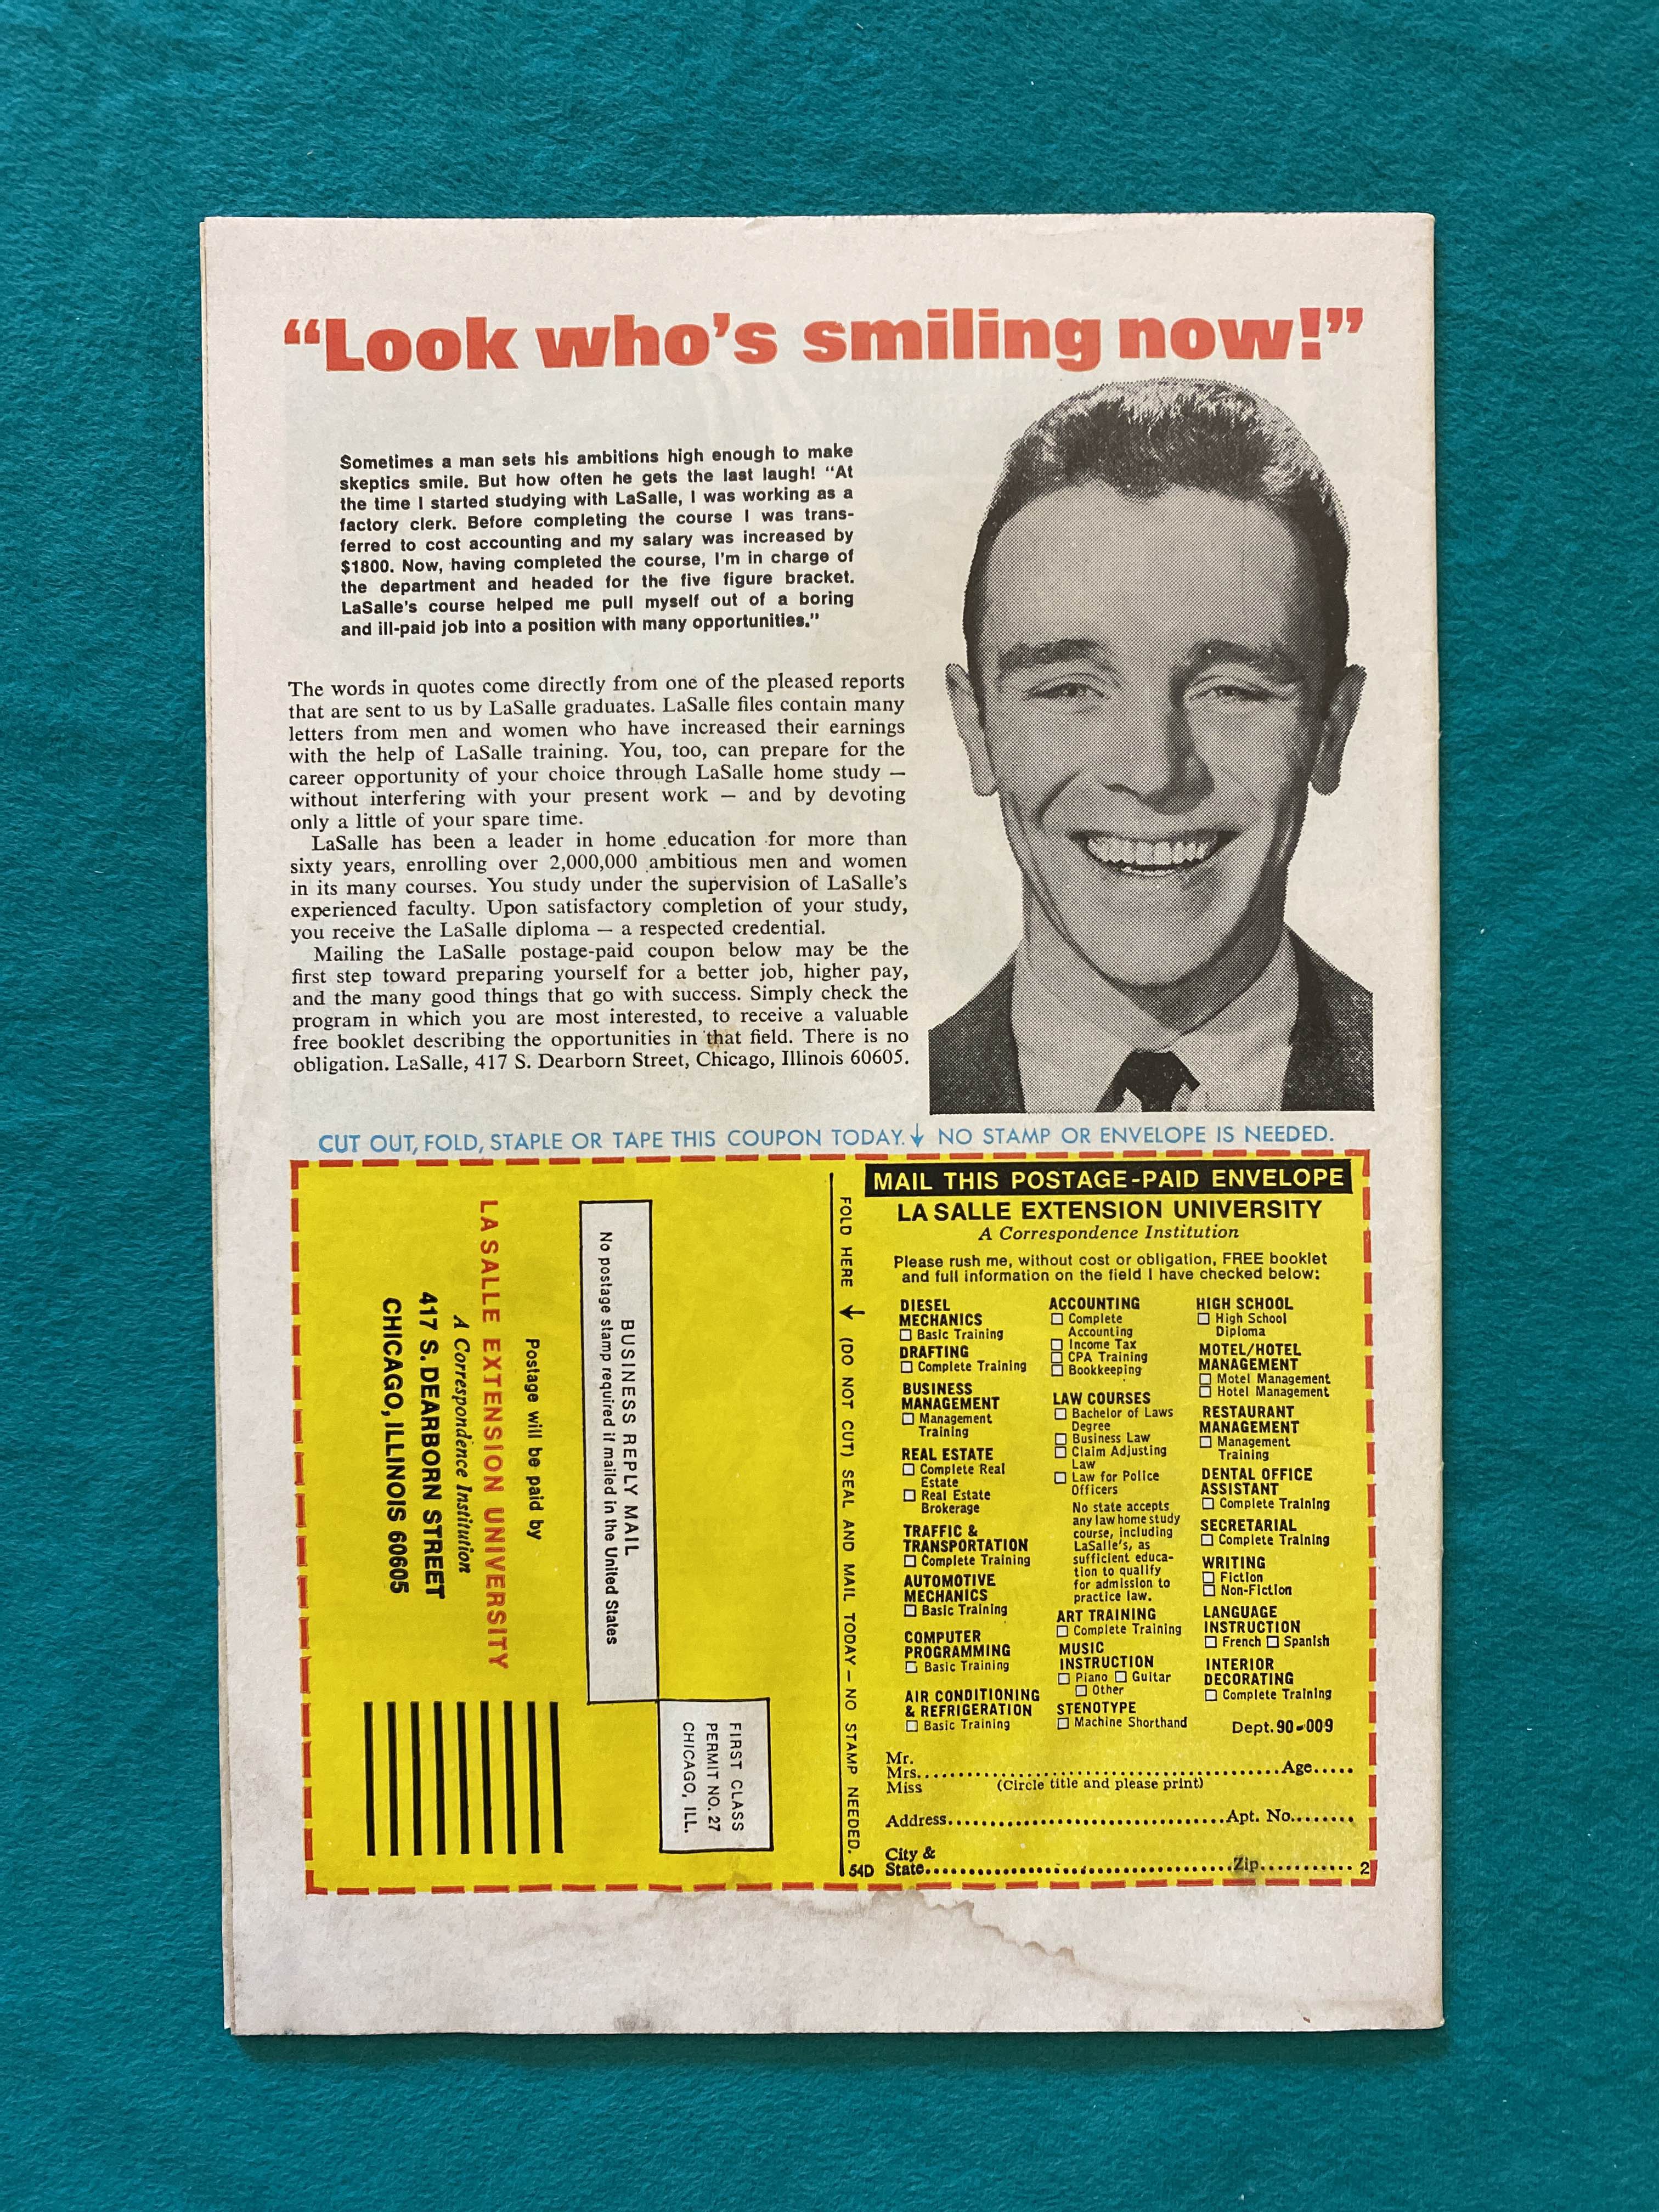 “Look who’s smiling now!”
Sometimes a man sets his ambitions high enough to make
skeptics smile. But how often he gets the last laugh! “At
the time I started studying with LaSalle, I was working as a
factory clerk. Before completing the course I was trans-
ferred to cost accounting and my salary was increased by
$1800. Now, having completed the course, I’m in charge of
the department and headed for the five figure bracket.
LaSalle’s course helped me pull myself out of a boring
and ill-paid job into a position with many opportunities.”
The words in quotes come directly from one of the pleased reports
that are sent to us by LaSalle graduates. LaSalle files contain many
letters from men and women who have increased their earnings
with the help of LaSalle training. You, too, can prepare for the
career opportunity of your choice through LaSalle home study —
without interfering with your present work — and by devoting
only a little of your spare time.
LaSalle has been a leader in home education for more than
sixty years, enrolling over 2,000,000 ambitious men and women
in its many courses. You study under the supervision of LaSalle’s
experienced faculty. Upon satisfactory completion of your study,
you receive the LaSalle diploma — a respected credential.
Mailing the LaSalle postage-paid coupon below may be the
first step toward preparing yourself for a better job, higher pay,
and the many good things that go with success. Simply check the
program in which you are most interested, to receive a valuable
free booklet describing the opportunities in that field. There is no
obligation. LaSalle, 417 S. Dearborn Street, Chicago, Illinois 60605.
CUT OUT, FOLD, STAPLE OR TAPE THIS COUPON TODAY. ↓ NO STAMP OR ENVELOPE IS NEEDED.
FIRST CLASS
PERMIT NO. 27
CHICAGO, ILL.
BUSINESS REPLY MAIL
No postage stamp required if mailed in the United States
Postage will be paid by
LA SALLE EXTENSION UNIVERSITY
A Correspondence Institution
417 S. DEARBORN STREET
CHICAGO, ILLINOIS 60605
FOLD HERE ↓ (DO NOT CUT) SEAL AND MAIL TODAY — NO STAMP NEEDED.
54D
MAIL THIS POSTAGE-PAID ENVELOPE
LA SALLE EXTENSION UNIVERSITY
A Correspondence Institution
Please rush me, without cost or obligation, FREE booklet
and full information on the field I have checked below:
DIESEL
MECHANICS
☐ Basic Training
DRAFTING
☐ Complete Training
BUSINESS
MANAGEMENT
☐ Management
Training
REAL ESTATE
☐ Complete Real
Estate
☐ Real Estate
Brokerage
TRAFFIC &
TRANSPORTATION
☐ Complete Training
AUTOMOTIVE
MECHANICS
☐ Basic Training
COMPUTER
PROGRAMMING
☐ Basic Training
AIR CONDITIONING
& REFRIGERATION
☐ Basic Training
ACCOUNTING
☐ Complete
Accounting
☐ Income Tax
☐ CPA Training
☐ Bookkeeping
LAW COURSES
☐ Bachelor of Laws
Degree
☐ Business Law
☐ Claim Adjusting
Law
☐ Law for Police
Officers
No state accepts
any law home study
course, including
LaSalle’s, as
sufficient educa-
tion to qualify
for admission to
practice law.
ART TRAINING
☐ Complete Training
MUSIC
INSTRUCTION
☐ Piano ☐ Guitar
☐ Other
STENOTYPE
☐ Machine Shorthand
HIGH SCHOOL
☐ High School
Diploma
MOTEL/HOTEL
MANAGEMENT
☐ Motel Management
☐ Hotel Management
RESTAURANT
MANAGEMENT
☐ Management
Training
DENTAL OFFICE
ASSISTANT
☐ Complete Training
SECRETARIAL
☐ Complete Training
WRITING
☐ Fiction
☐ Non-Fiction
LANGUAGE
INSTRUCTION
☐ French ☐ Spanish
INTERIOR
DECORATING
☐ Complete Training
Dept. 90-009
Mr.
Mrs. Age
Miss (Circle title and please print)
Address Apt. No.
City &
State Zip 2